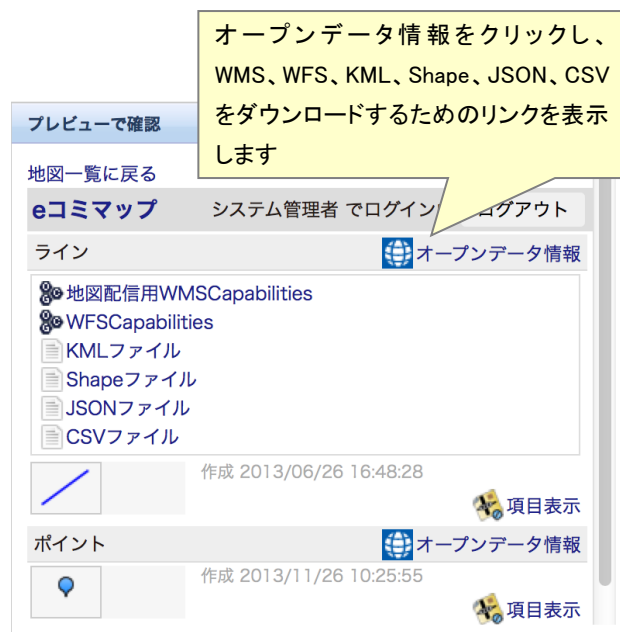 オープンデータ情報をクリックし、
WMS、WFS、KML、Shape、JSON、CSV
をダウンロードするためのリンクを表示
します
プレビューで確認
地図一覧に戻る
eコミマップ システム管理者 でログイン ログアウト
ライン オープンデータ情報
地図配信用WMSCapabilities
WFSCapabilities
KMLファイル
Shapeファイル
JSONファイル
CSVファイル
作成 2013/06/26 16:48:28
項目表示
ポイント オープンデータ情報
作成 2013/11/26 10:25:55
項目表示